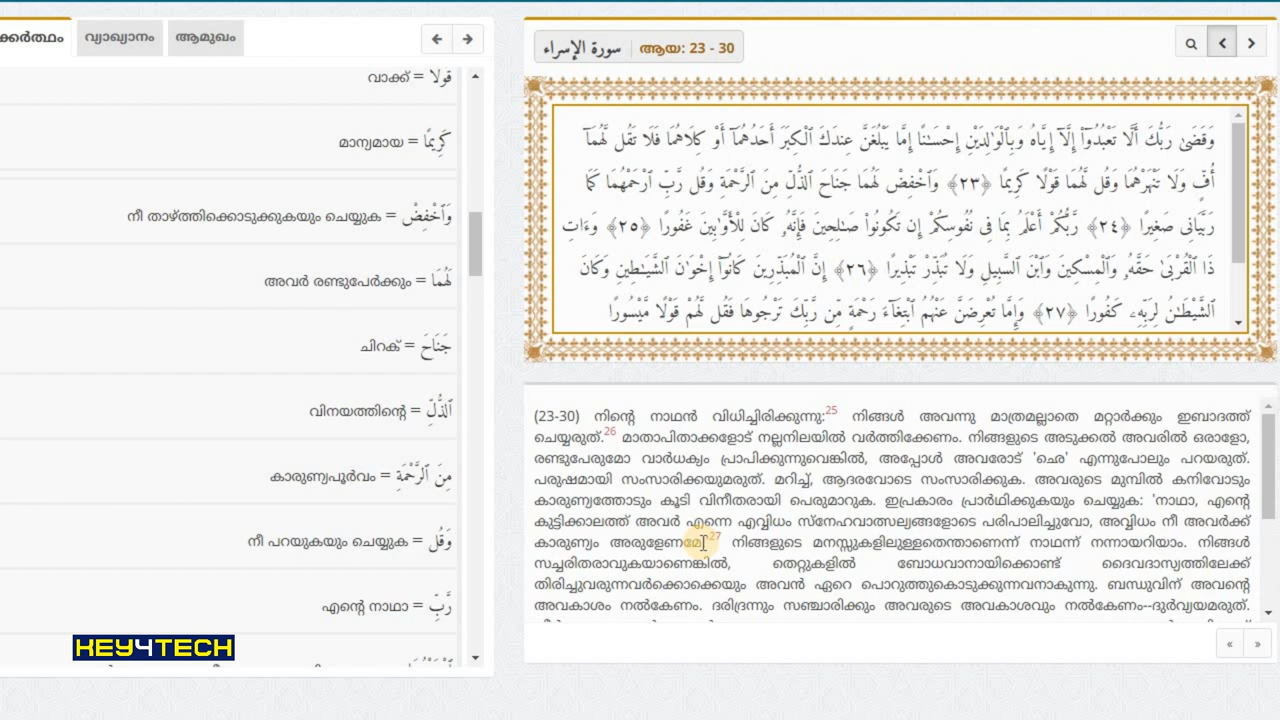 ക്കർത്ഥം
വ്യാഖ്യാനം
ആമുഖം
قولا = വാക്ക്
كَرِيمًا = മാന്യമായ
وَٱخْفِضْ = നീ താഴ്ത്തിക്കൊടുക്കുകയും ചെയ്യുക
لَهُمَا = അവർ രണ്ടുപേർക്കും
جَنَاحَ = ചിറക്
ٱلذُّلِّ = വിനയത്തിന്റെ
مِنَ ٱلرَّحْمَةِ = കാരുണ്യപൂർവം
وَقُل = നീ പറയുകയും ചെയ്യുക
رَّبِّ = എന്റെ നാഥാ
KEY4TECH
سورة الإسراء
ആയ: 23 - 30
وَقَضَىٰ رَبُّكَ أَلَّا تَعْبُدُوٓا۟ إِلَّآ إِيَّاهُ وَبِالْوَٰلِدَيْنِ إِحْسَـٰنًا إِمَّا يَبْلُغَنَّ عِندَكَ الْكِبَرَ أَحَدُهُمَآ أَوْ كِلَاهُمَا فَلَا تَقُل لَّهُمَآ
أُفٍّ وَلَا تَنْهَرْهُمَا وَقُل لَّهُمَا قَوْلًا كَرِيمًا ﴿٢٣﴾ وَٱخْفِضْ لَهُمَا جَنَاحَ ٱلذُّلِّ مِنَ ٱلرَّحْمَةِ وَقُل رَّبِّ ٱرْحَمْهُمَا كَمَا
رَبَّيَانِى صَغِيرًا ﴿٢٤﴾ رَّبُّكُمْ أَعْلَمُ بِمَا فِى نُفُوسِكُمْ إِن تَكُونُوا۟ صَـٰلِحِينَ فَإِنَّهُۥ كَانَ لِلْأَوَّٰبِينَ غَفُورًا ﴿٢٥﴾ وَءَاتِ
ذَا ٱلْقُرْبَىٰ حَقَّهُۥ وَٱلْمِسْكِينَ وَٱبْنَ السَّبِيلِ وَلَا تُبَذِّرْ تَبْذِيرًا ﴿٢٦﴾ إِنَّ الْمُبَذِّرِينَ كَانُوٓا۟ إِخْوَٰنَ الشَّيَـٰطِينِ وَكَانَ
الشَّيْطَـٰنُ لِرَبِّهِۦ كَفُورًا ﴿٢٧﴾ وَإِمَّا تُعْرِضَنَّ عَنْهُمُ ٱبْتِغَآءَ رَحْمَةٍ مِّن رَّبِّكَ تَرْجُوهَا فَقُل لَّهُمْ قَوْلًا مَّيْسُورًا
(23-30) നിന്റെ നാഥൻ വിധിച്ചിരിക്കുന്നു:25 നിങ്ങൾ അവന്നു മാത്രമല്ലാതെ മറ്റാർക്കും ഇബാദത്ത്
ചെയ്യരുത്.26 മാതാപിതാക്കളോട് നല്ലനിലയിൽ വർത്തിക്കേണം. നിങ്ങളുടെ അടുക്കൽ അവരിൽ ഒരാളോ,
രണ്ടുപേരുമോ വാർധക്യം പ്രാപിക്കുന്നുവെങ്കിൽ, അപ്പോൾ അവരോട് 'ഛെ' എന്നുപോലും പറയരുത്.
പരുഷമായി സംസാരിക്കയുമരുത്. മറിച്ച്, ആദരവോടെ സംസാരിക്കുക. അവരുടെ മുമ്പിൽ കനിവോടും
കാരുണ്യത്തോടും കൂടി വിനീതരായി പെരുമാറുക. ഇപ്രകാരം പ്രാർഥിക്കുകയും ചെയ്യുക: 'നാഥാ, എന്റെ
കുട്ടിക്കാലത്ത് അവർ എന്നെ എവ്വിധം സ്നേഹവാത്സല്യങ്ങളോടെ പരിപാലിച്ചുവോ, അവ്വിധം നീ അവർക്ക്
കാരുണ്യം അരുളേണമേ'27 നിങ്ങളുടെ മനസ്സുകളിലുള്ളതെന്താണെന്ന് നാഥന്ന് നന്നായറിയാം. നിങ്ങൾ
സച്ചരിതരാവുകയാണെങ്കിൽ, തെറ്റുകളിൽ ബോധവാനായിക്കൊണ്ട് ദൈവദാസ്യത്തിലേക്ക്
തിരിച്ചുവരുന്നവർക്കൊക്കെയും അവൻ ഏറെ പൊറുത്തുകൊടുക്കുന്നവനാകുന്നു. ബന്ധുവിന് അവന്റെ
അവകാശം നൽകേണം. ദരിദ്രന്നും സഞ്ചാരിക്കും അവരുടെ അവകാശവും നൽകേണം--ദുർവ്യയമരുത്.